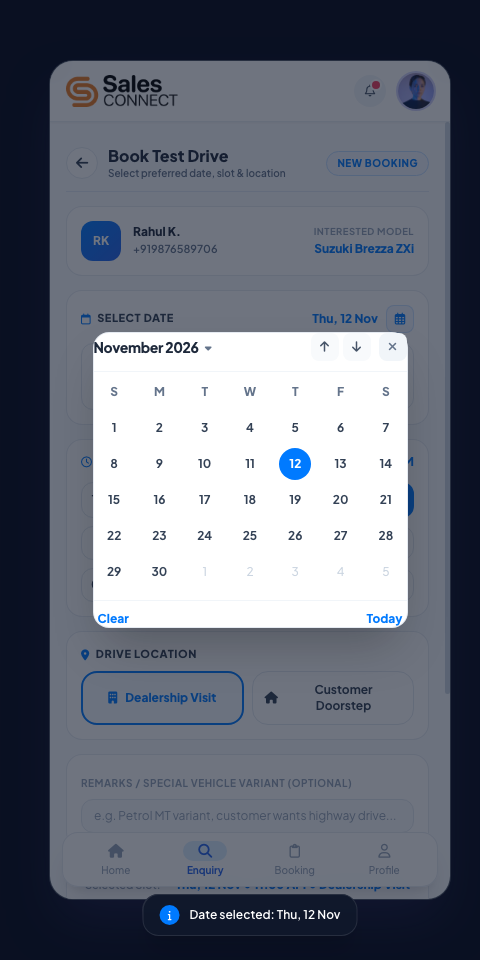 Sales
CONNECT
Book Test Drive
Select preferred date, slot & location
NEW BOOKING
RK
Rahul K.
+919876589706
INTERESTED MODEL
Suzuki Brezza ZXi
SELECT DATE
Thu, 12 Nov
November 2026
S M T W T F S
1 2 3 4 5 6 7
8 9 10 11 12 13 14
15 16 17 18 19 20 21
22 23 24 25 26 27 28
29 30 1 2 3 4 5
Clear
Today
DRIVE LOCATION
Dealership Visit
Customer
Doorstep
REMARKS / SPECIAL VEHICLE VARIANT (OPTIONAL)
e.g. Petrol MT variant, customer wants highway drive...
Home
Enquiry
Booking
Profile
Date selected: Thu, 12 Nov